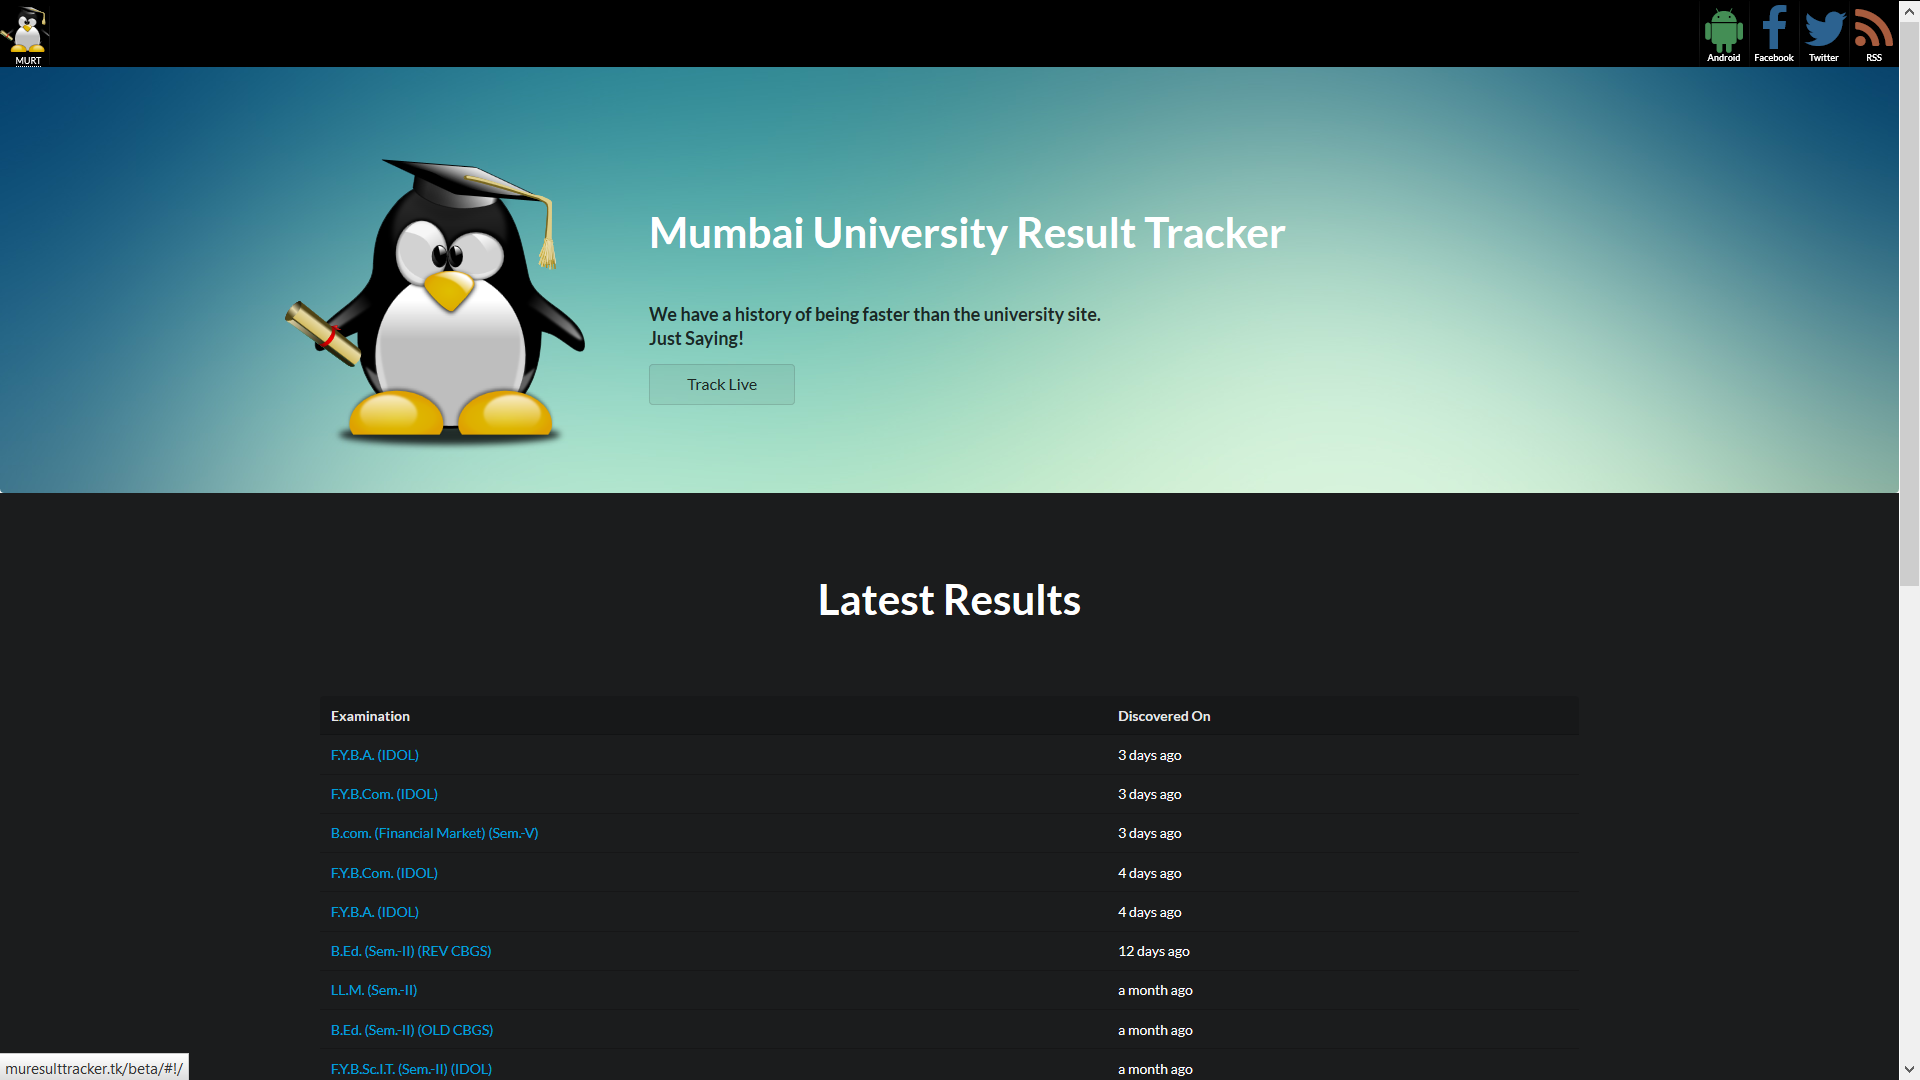 MURT
Android
Facebook
Twitter
RSS
Mumbai University Result Tracker
We have a history of being faster than the university site.
Just Saying!
Track Live
Latest Results
Examination Discovered On
F.Y.B.A. (IDOL) 3 days ago
F.Y.B.Com. (IDOL) 3 days ago
B.com. (Financial Market) (Sem.-V) 3 days ago
F.Y.B.Com. (IDOL) 4 days ago
F.Y.B.A. (IDOL) 4 days ago
B.Ed. (Sem.-II) (REV CBGS) 12 days ago
LL.M. (Sem.-II) a month ago
B.Ed. (Sem.-II) (OLD CBGS) a month ago
F.Y.B.Sc.I.T. (Sem.-II) (IDOL) a month ago
muresulttracker.tk/beta/#!/